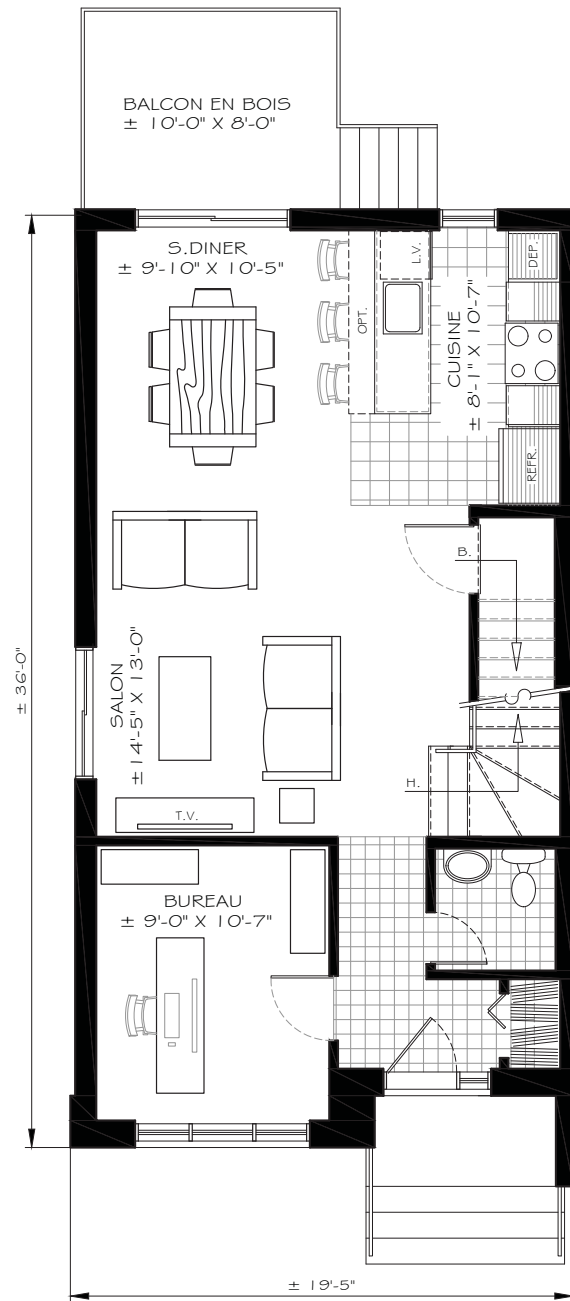 BALCON EN BOIS
± 10'-0" X 8'-0"
S.DINER
± 9'-10" X 10'-5"
OPT.
L.V.
CUISINE
± 8'-1" X 10'-7"
DEP.
REFR.
B.
± 36'-0"
SALON
±14'-5" X 13'-0"
H.
T.V.
BUREAU
± 9'-0" X 10'-7"
± 19'-5"